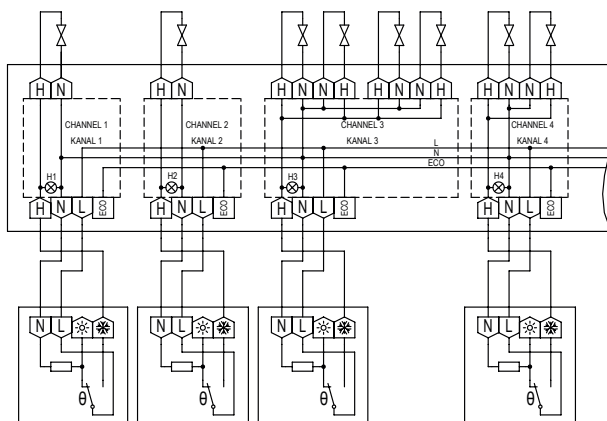 H N H N H N N H H N N H H N N H
CHANNEL 1 CHANNEL 2 CHANNEL 3 CHANNEL 4
KANAL 1 KANAL 2 KANAL 3 L KANAL 4
N
ECO
H1 H2 H3 H4
H N L ECO H N L ECO H N L ECO H N L ECO
N L N L N L N L
θ θ θ θ